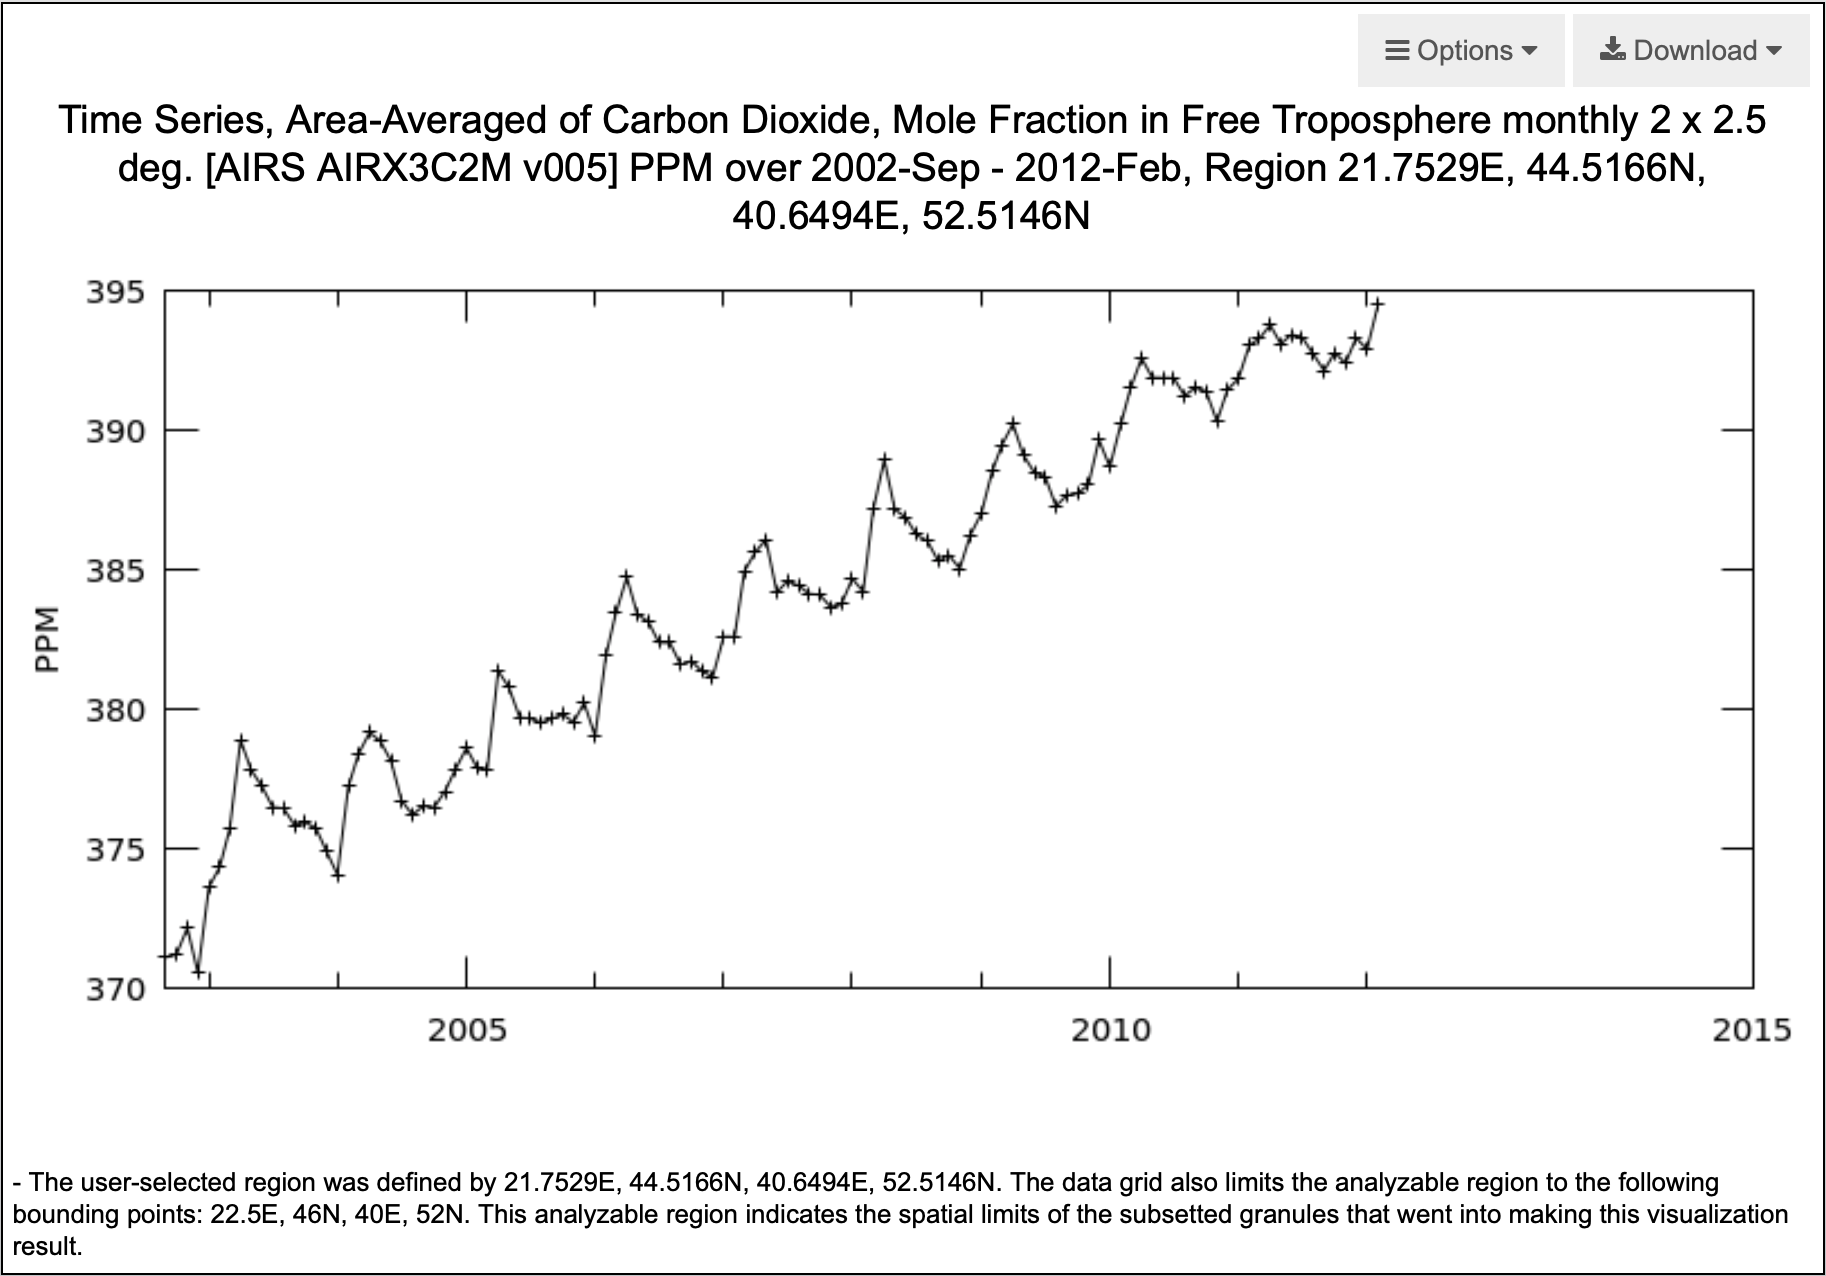 Options
Download
Time Series, Area-Averaged of Carbon Dioxide, Mole Fraction in Free Troposphere monthly 2 x 2.5
deg. [AIRS AIRX3C2M v005] PPM over 2002-Sep - 2012-Feb, Region 21.7529E, 44.5166N,
40.6494E, 52.5146N
395
390
385
380
375
370
PPM
2005
2010
2015
- The user-selected region was defined by 21.7529E, 44.5166N, 40.6494E, 52.5146N. The data grid also limits the analyzable region to the following
bounding points: 22.5E, 46N, 40E, 52N. This analyzable region indicates the spatial limits of the subsetted granules that went into making this visualization
result.